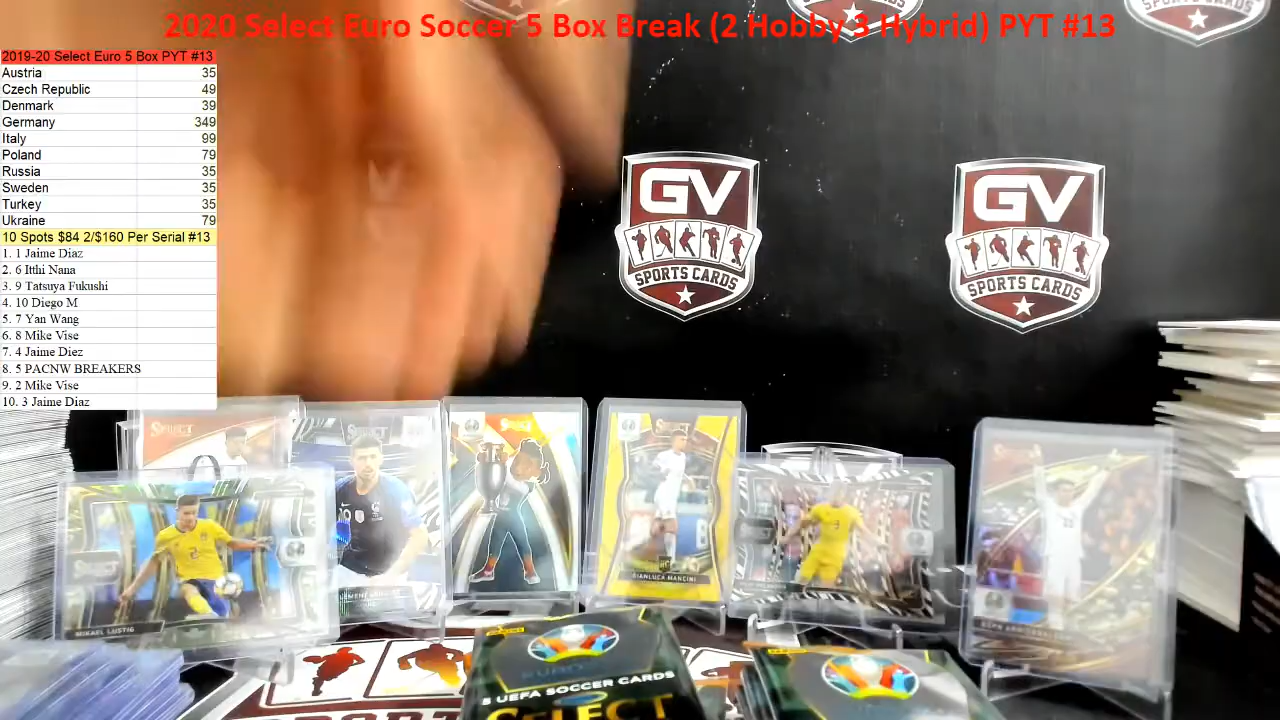 2020 Select Euro Soccer 5 Box Break (2 Hobby 3 Hybrid) PYT #13
2019-20 Select Euro 5 Box PYT #13
Austria 35
Czech Republic 49
Denmark 39
Germany 349
Italy 99
Poland 79
Russia 35
Sweden 35
Turkey 35
Ukraine 79
10 Spots $84 2/$160 Per Serial #13
1. 1 Jaime Diaz
2. 6 Itthi Nana
3. 9 Tatsuya Fukushi
4. 10 Diego M
5. 7 Yan Wang
6. 8 Mike Vise
7. 4 Jaime Diez
8. 5 PACNW BREAKERS
9. 2 Mike Vise
10. 3 Jaime Diaz
GV
SPORTS CARDS
GV
SPORTS CARDS
SELECT
SELECT
MIKAEL LUSTIG
GIANLUCA MANCINI
GV
PANINI
UEFA SOCCER CARDS
SELECT